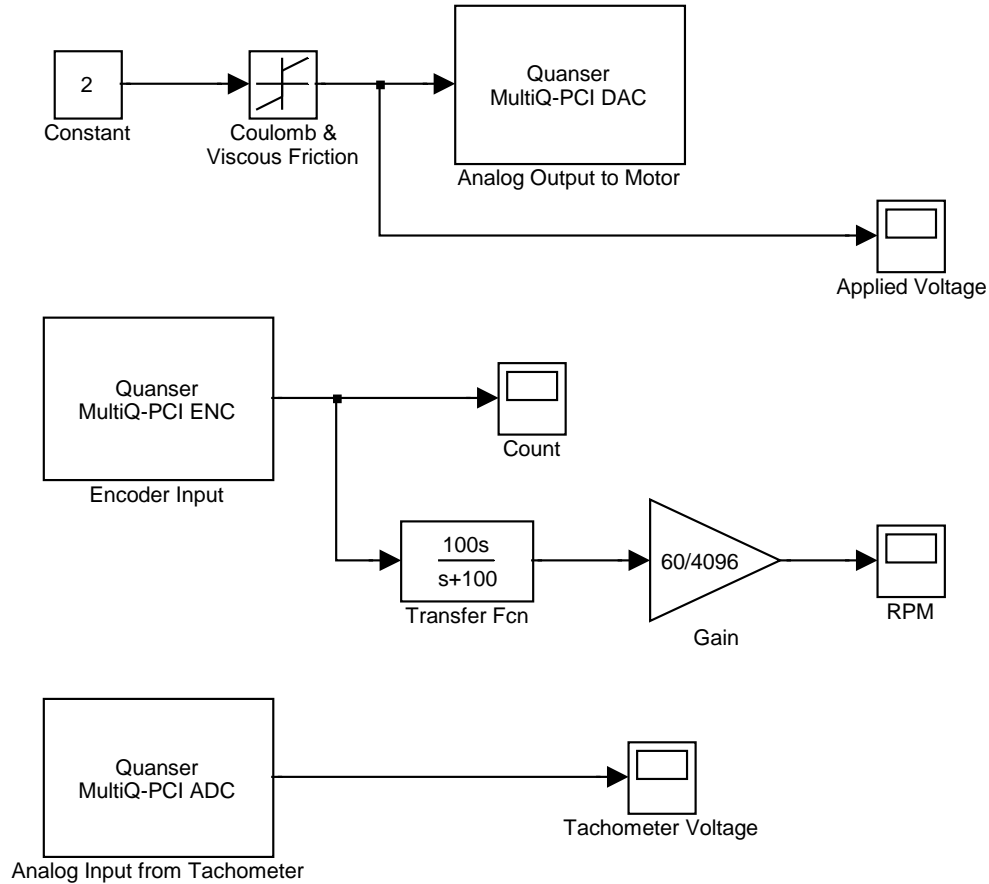 2
Constant
Coulomb &
Viscous Friction
Quanser
MultiQ-PCI DAC
Analog Output to Motor
Applied Voltage
Quanser
MultiQ-PCI ENC
Encoder Input
Count
100s
s+100
Transfer Fcn
60/4096
Gain
RPM
Quanser
MultiQ-PCI ADC
Analog Input from Tachometer
Tachometer Voltage